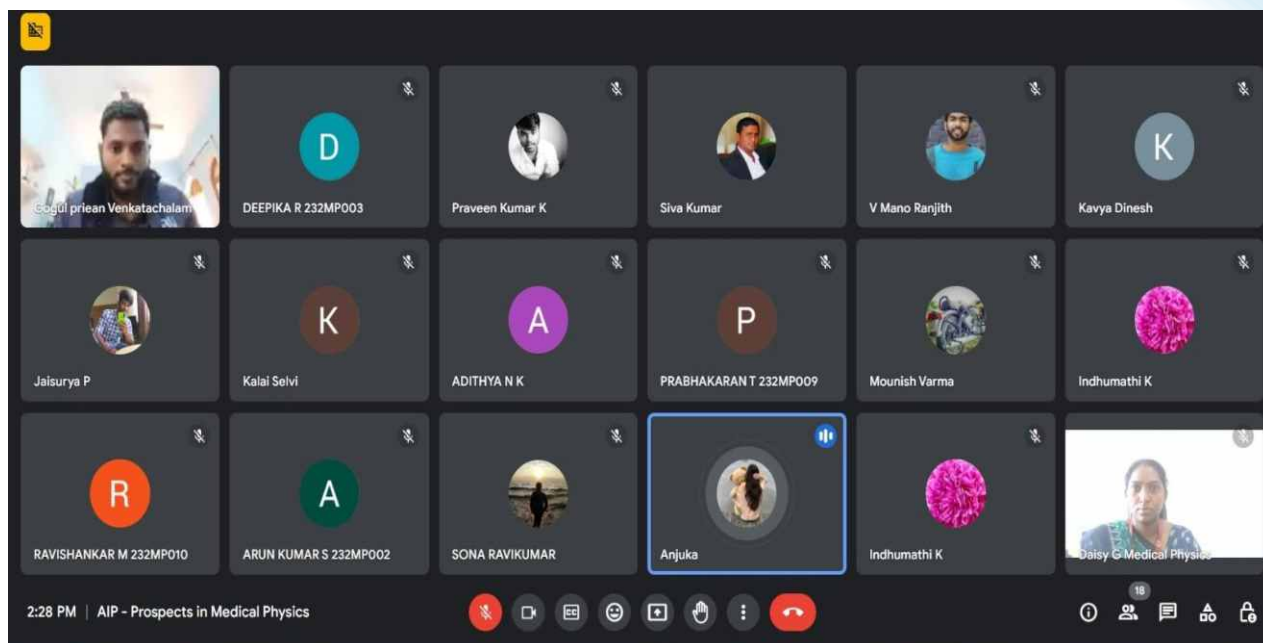 Gogul priean Venkatachalam
D
DEEPIKA R 232MP003
Praveen Kumar K
Siva Kumar
V Mano Ranjith
K
Kavya Dinesh
Jaisurya P
K
Kalai Selvi
A
ADITHYA N K
P
PRABHAKARAN T 232MP009
Mounish Varma
Indhumathi K
R
RAVISHANKAR M 232MP010
A
ARUN KUMAR S 232MP002
SONA RAVIKUMAR
Anjuka
Indhumathi K
Daisy G Medical Physics
2:28 PM | AIP - Prospects in Medical Physics
CC
18